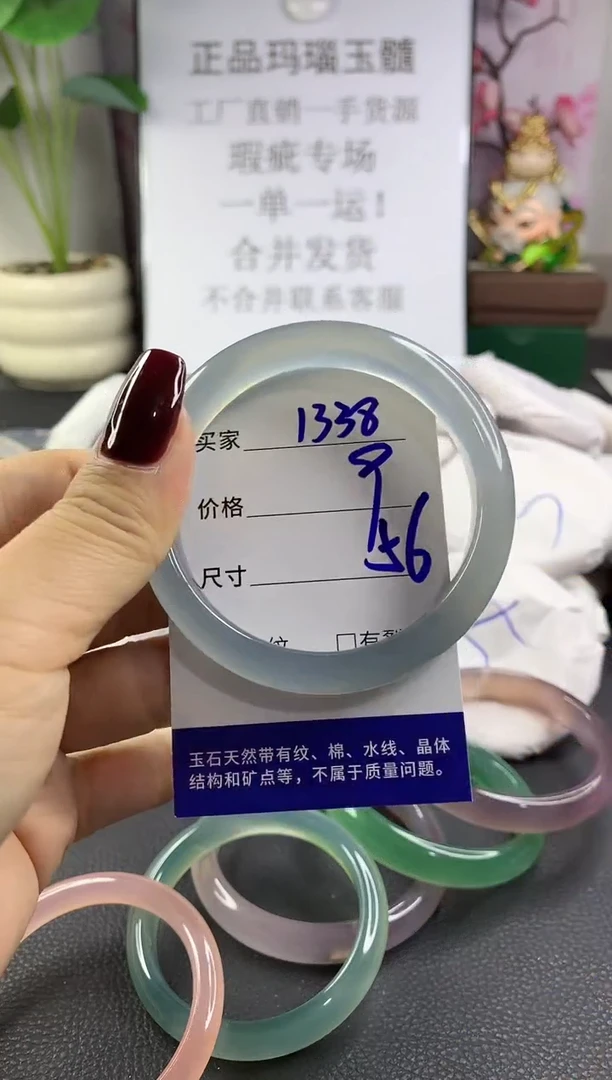 正品玛瑙玉髓
工厂直销一手货源
瑕疵专场
一单一运！
合并发货
不合并联系客服
买家 1338
价格
尺寸 56
纹 □有裂
玉石天然带有纹、棉、水线、晶体
结构和矿点等，不属于质量问题。